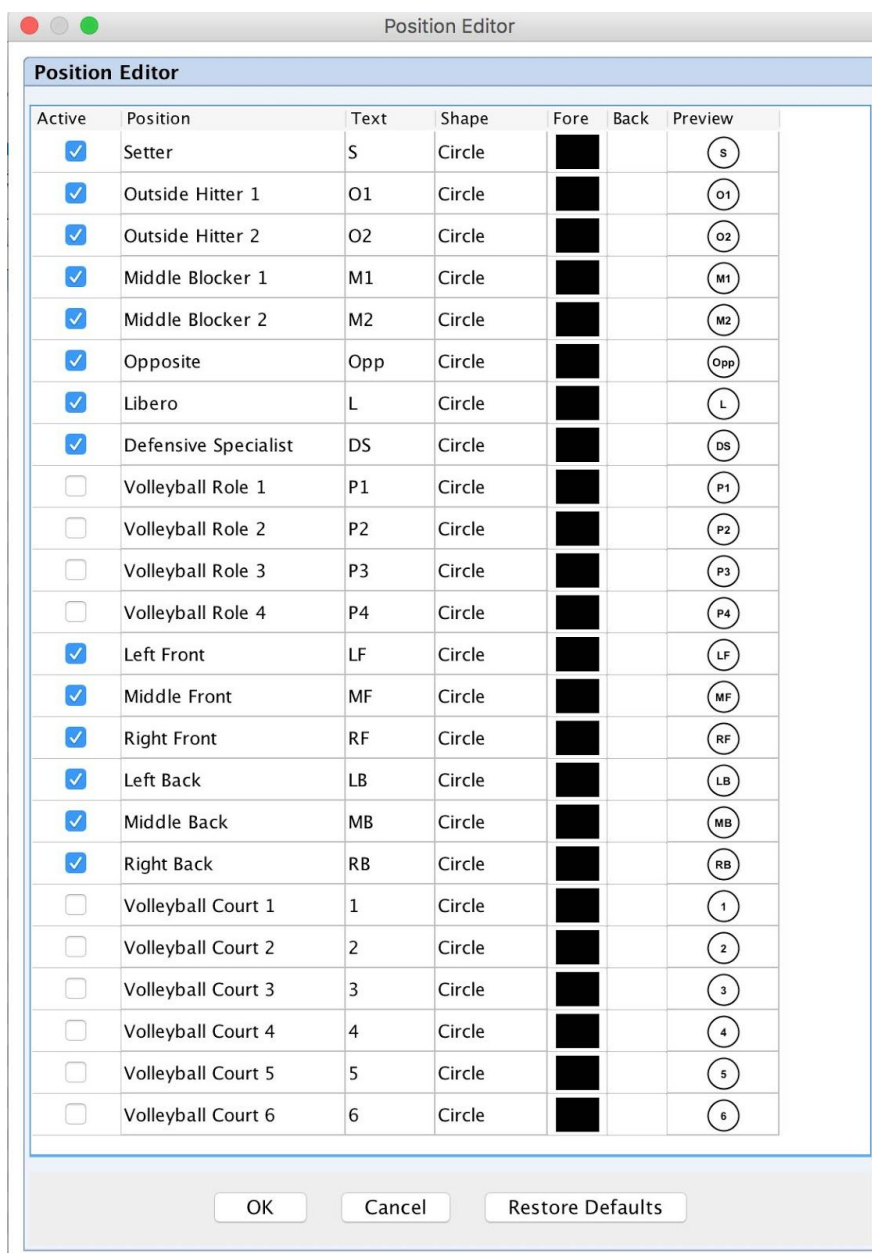 Position Editor
Position Editor
Active Position Text Shape Fore Back Preview
Setter S Circle S
Outside Hitter 1 O1 Circle O1
Outside Hitter 2 O2 Circle O2
Middle Blocker 1 M1 Circle M1
Middle Blocker 2 M2 Circle M2
Opposite Opp Circle Opp
Libero L Circle L
Defensive Specialist DS Circle DS
Volleyball Role 1 P1 Circle P1
Volleyball Role 2 P2 Circle P2
Volleyball Role 3 P3 Circle P3
Volleyball Role 4 P4 Circle P4
Left Front LF Circle LF
Middle Front MF Circle MF
Right Front RF Circle RF
Left Back LB Circle LB
Middle Back MB Circle MB
Right Back RB Circle RB
Volleyball Court 1 1 Circle 1
Volleyball Court 2 2 Circle 2
Volleyball Court 3 3 Circle 3
Volleyball Court 4 4 Circle 4
Volleyball Court 5 5 Circle 5
Volleyball Court 6 6 Circle 6
OK Cancel Restore Defaults